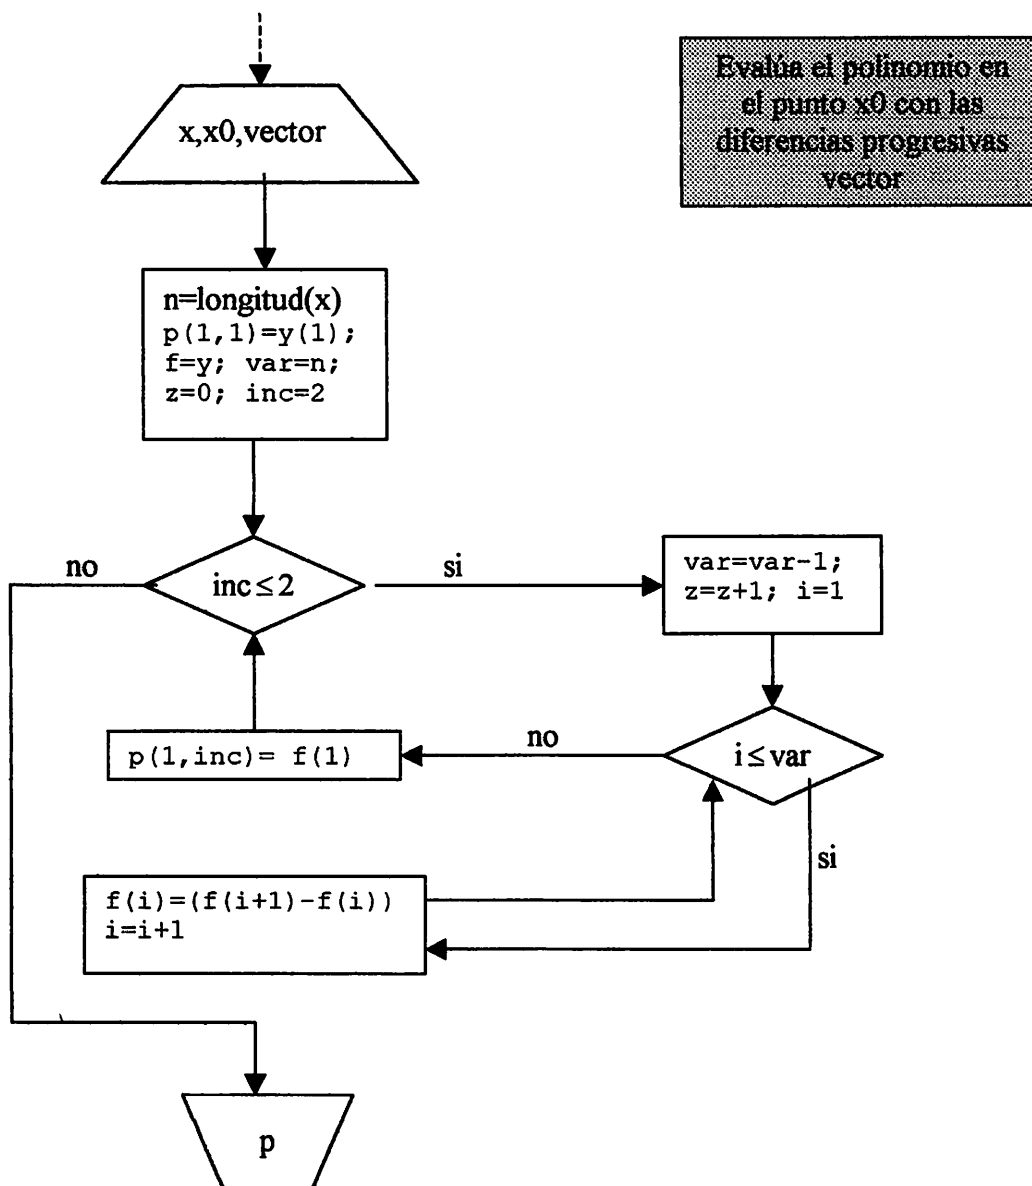 Evalúa el polinomio en
el punto x0 con las
diferencias progresivas
vector
x,x0,vector
n=longitud(x)
p(1,1)=y(1);
f=y; var=n;
z=0; inc=2
no
inc≤2
si
var=var-1;
z=z+1; i=1
p(1,inc)= f(1)
no
i≤var
si
f(i)=(f(i+1)-f(i))
i=i+1
p